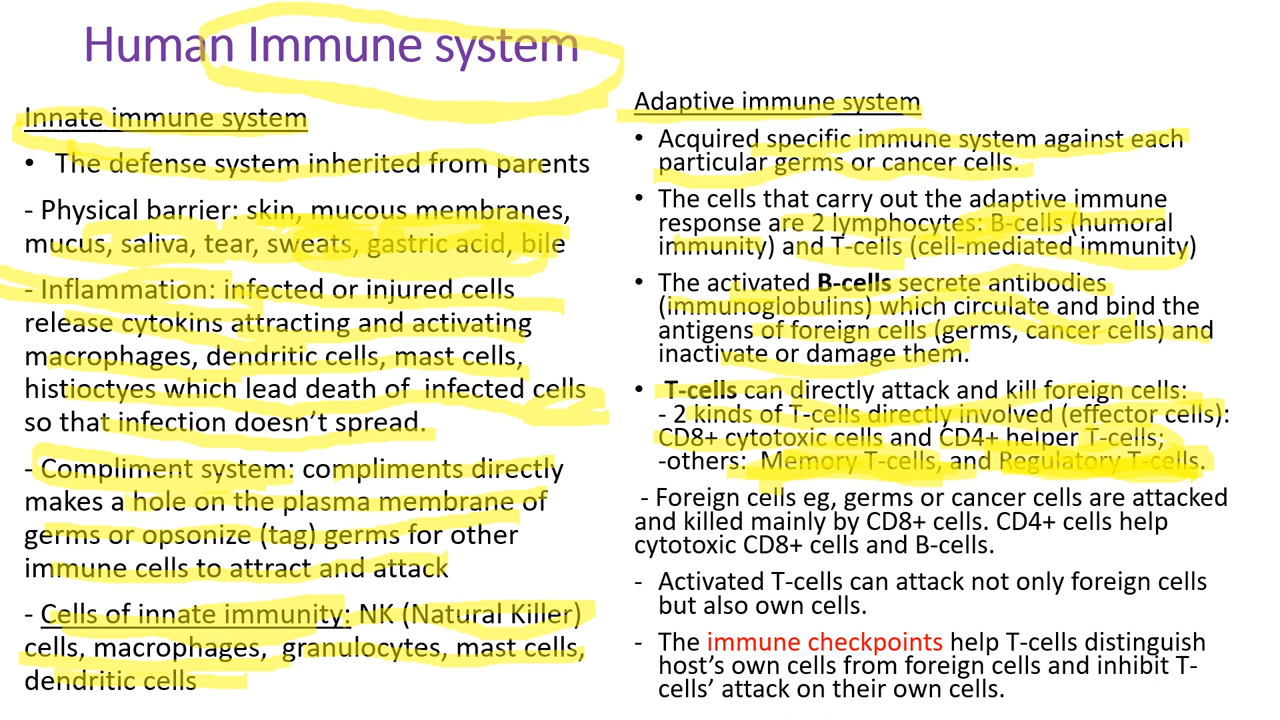 Human Immune system
Innate immune system
• The defense system inherited from parents
- Physical barrier: skin, mucous membranes,
mucus, saliva, tear, sweats, gastric acid, bile
- Inflammation: infected or injured cells
release cytokins attracting and activating
macrophages, dendritic cells, mast cells,
histioctyes which lead death of infected cells
so that infection doesn't spread.
- Compliment system: compliments directly
makes a hole on the plasma membrane of
germs or opsonize (tag) germs for other
immune cells to attract and attack
- Cells of innate immunity: NK (Natural Killer)
cells, macrophages, granulocytes, mast cells,
dendritic cells
Adaptive immune system
• Acquired specific immune system against each
particular germs or cancer cells.
• The cells that carry out the adaptive immune
response are 2 lymphocytes: B-cells (humoral
immunity) and T-cells (cell-mediated immunity)
• The activated B-cells secrete antibodies
(immunoglobulins) which circulate and bind the
antigens of foreign cells (germs, cancer cells) and
inactivate or damage them.
• T-cells can directly attack and kill foreign cells:
- 2 kinds of T-cells directly involved (effector cells):
CD8+ cytotoxic cells and CD4+ helper T-cells;
-others: Memory T-cells, and Regulatory T-cells.
- Foreign cells eg, germs or cancer cells are attacked
and killed mainly by CD8+ cells. CD4+ cells help
cytotoxic CD8+ cells and B-cells.
- Activated T-cells can attack not only foreign cells
but also own cells.
- The immune checkpoints help T-cells distinguish
host's own cells from foreign cells and inhibit T-
cells' attack on their own cells.